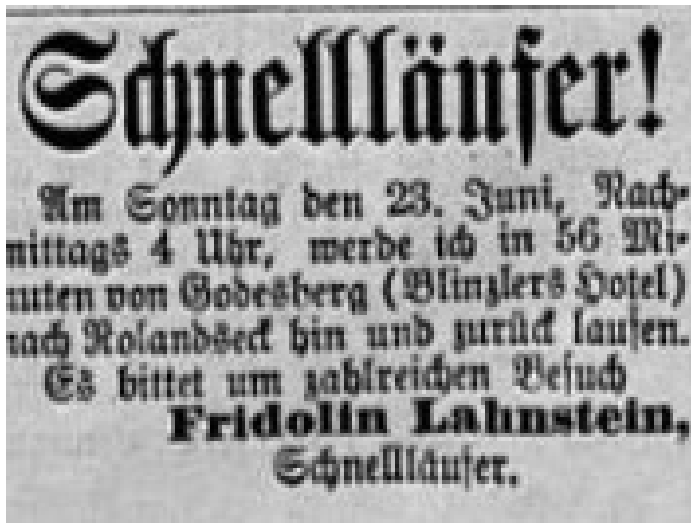 Schnellläufer!
Am Sonntag den 23. Juni, Nach-
mittags 4 Uhr, werde ich in 56 Mi-
nuten von Godesberg (Blinzlers Hotel)
nach Rolandseck hin und zurück laufen.
Es bittet um zahlreichen Besuch
Fridolin Lahnstein,
Schnellläufer.